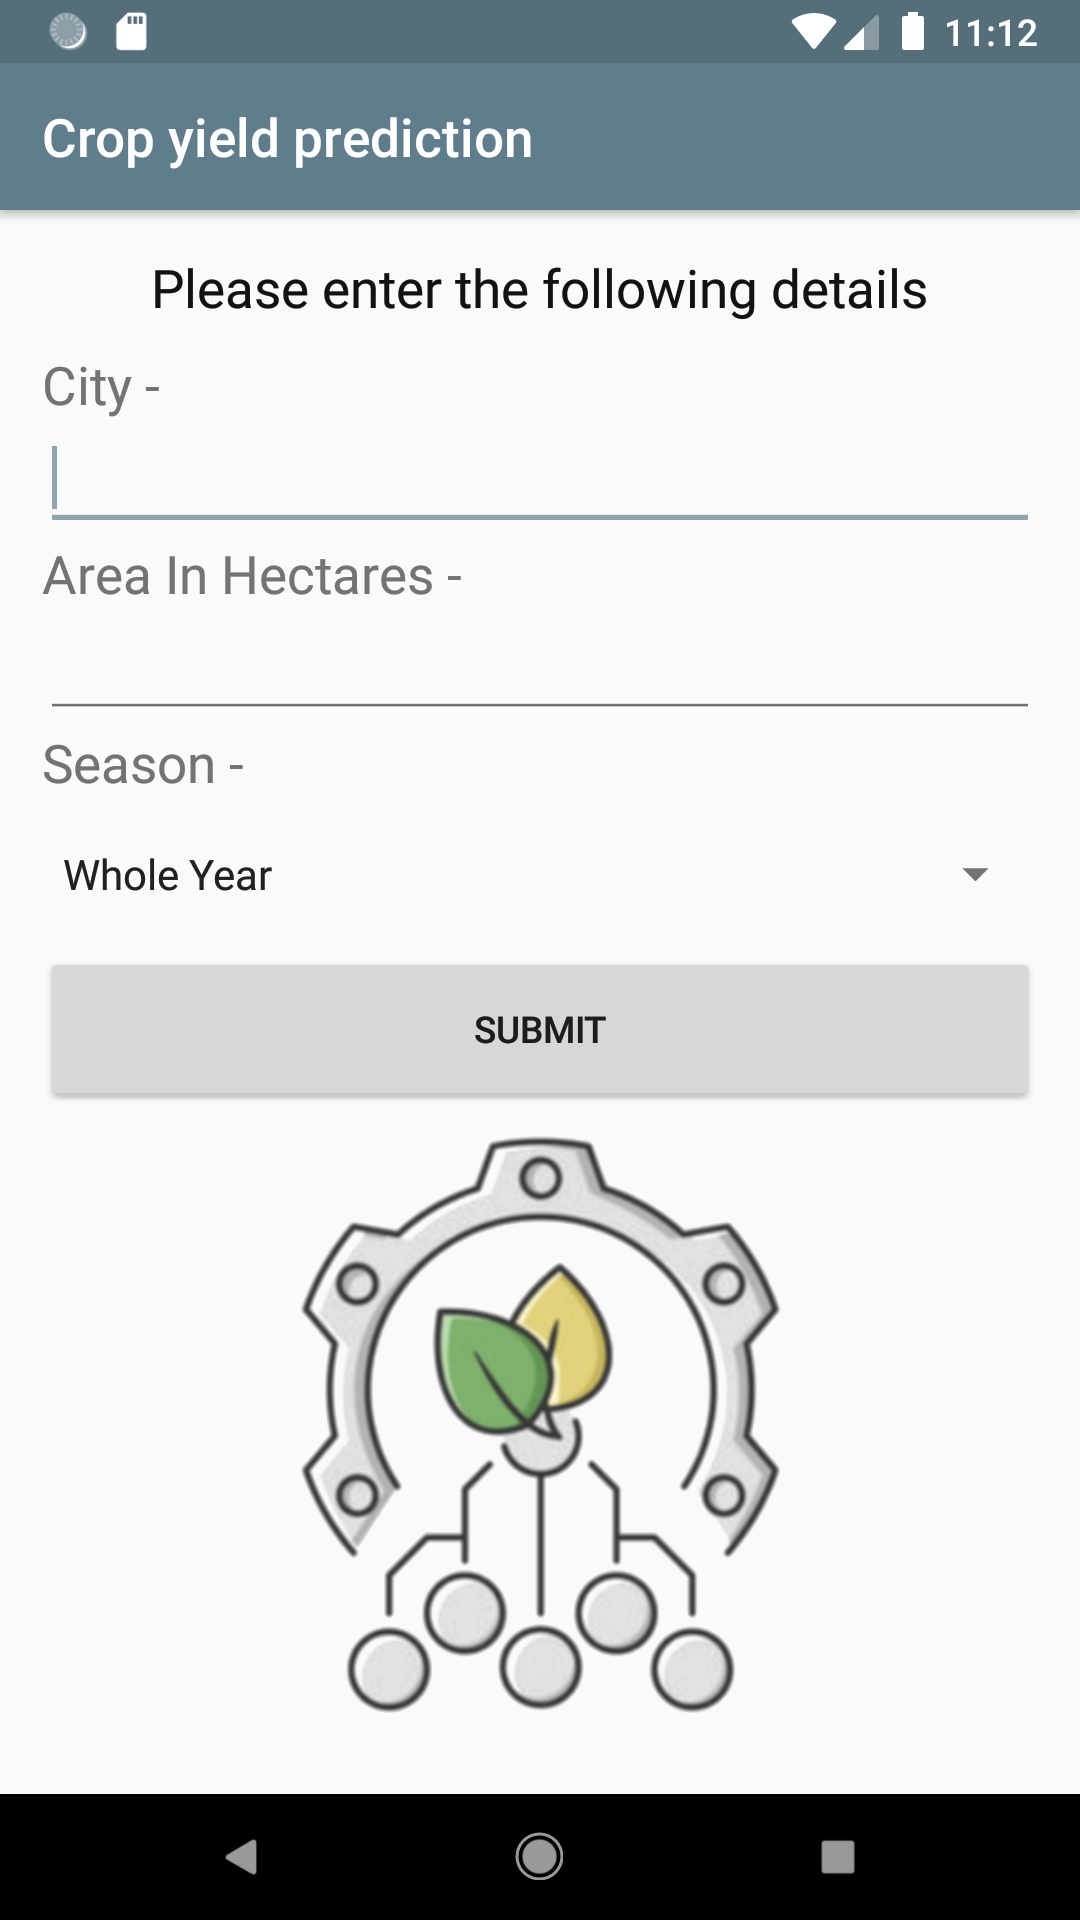 11:12
Crop yield prediction
Please enter the following details
City -
Area In Hectares -
Season -
Whole Year
SUBMIT